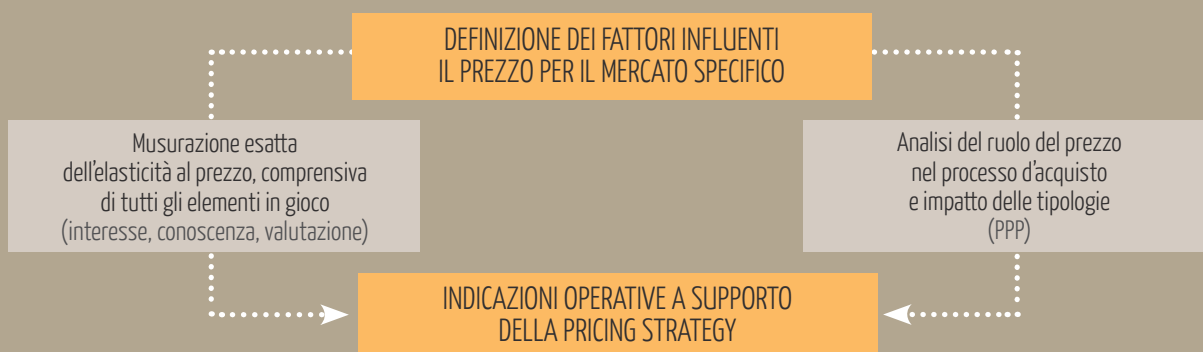 DEFINIZIONE DEI FATTORI INFLUENTI
IL PREZZO PER IL MERCATO SPECIFICO
Musurazione esatta
dell'elasticità al prezzo, comprensiva
di tutti gli elementi in gioco
(interesse, conoscenza, valutazione)
Analisi del ruolo del prezzo
nel processo d'acquisto
e impatto delle tipologie
(PPP)
INDICAZIONI OPERATIVE A SUPPORTO
DELLA PRICING STRATEGY